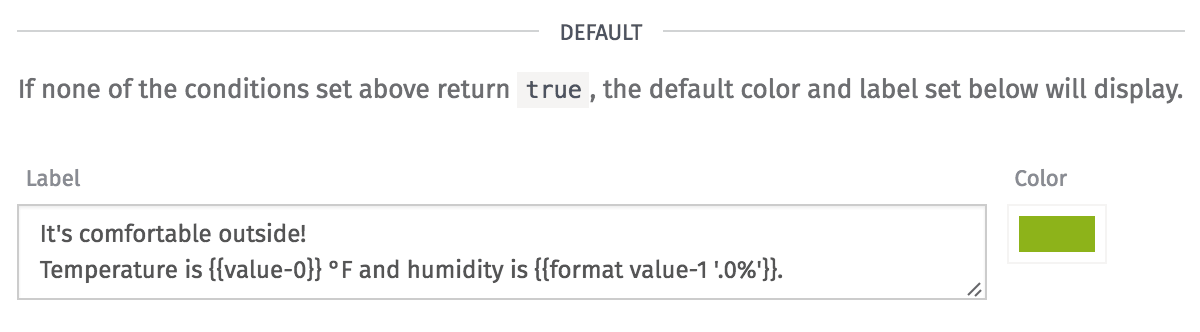 DEFAULT
If none of the conditions set above return true, the default color and label set below will display.
Label
Color
It's comfortable outside!
Temperature is {{value-0}} °F and humidity is {{format value-1 '.0%'}}.